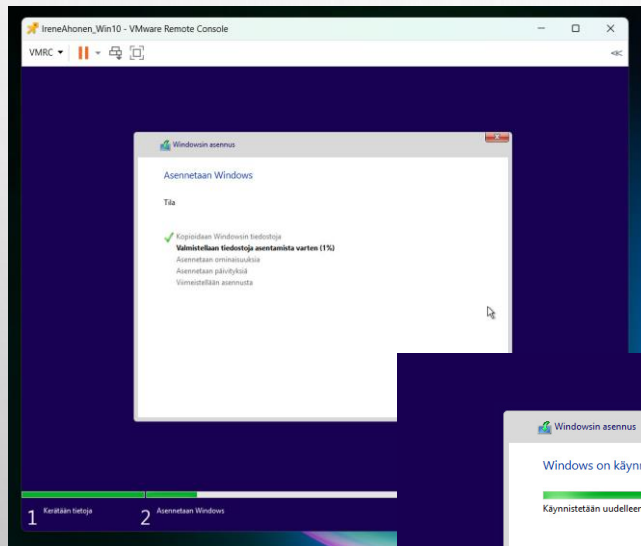 IreneAhonen_Win10 - VMware Remote Console
VMRC
Windowsin asennus
Asennetaan Windows
Tila
Kopioidaan Windowsin tiedostoja
Valmistellaan tiedostoja asentamista varten (1%)
Asennetaan ominaisuuksia
Asennetaan päivityksiä
Viimeistellään asennusta
1 Kerätään tietoja
2 Asennetaan Windows
Windowsin asennus
Windows on käynn
Käynnistetään uudelleen